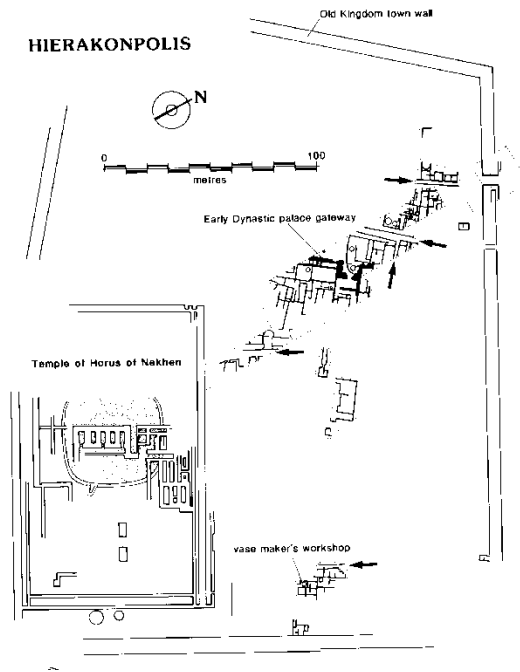 Old Kingdom town wall
HIERAKONPOLIS
N
0 100
metres
Early Dynastic palace gateway
Temple of Horus of Nekhen
vase maker's workshop